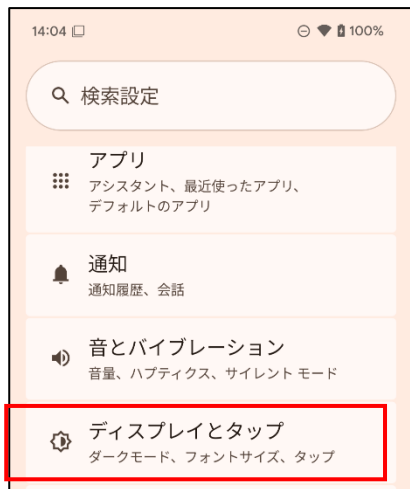 14:04 100%
検索設定
アプリ
アシスタント、最近使ったアプリ、
デフォルトのアプリ
通知
通知履歴、会話
音とバイブレーション
音量、ハプティクス、サイレント モード
ディスプレイとタップ
ダークモード、フォントサイズ、タップ